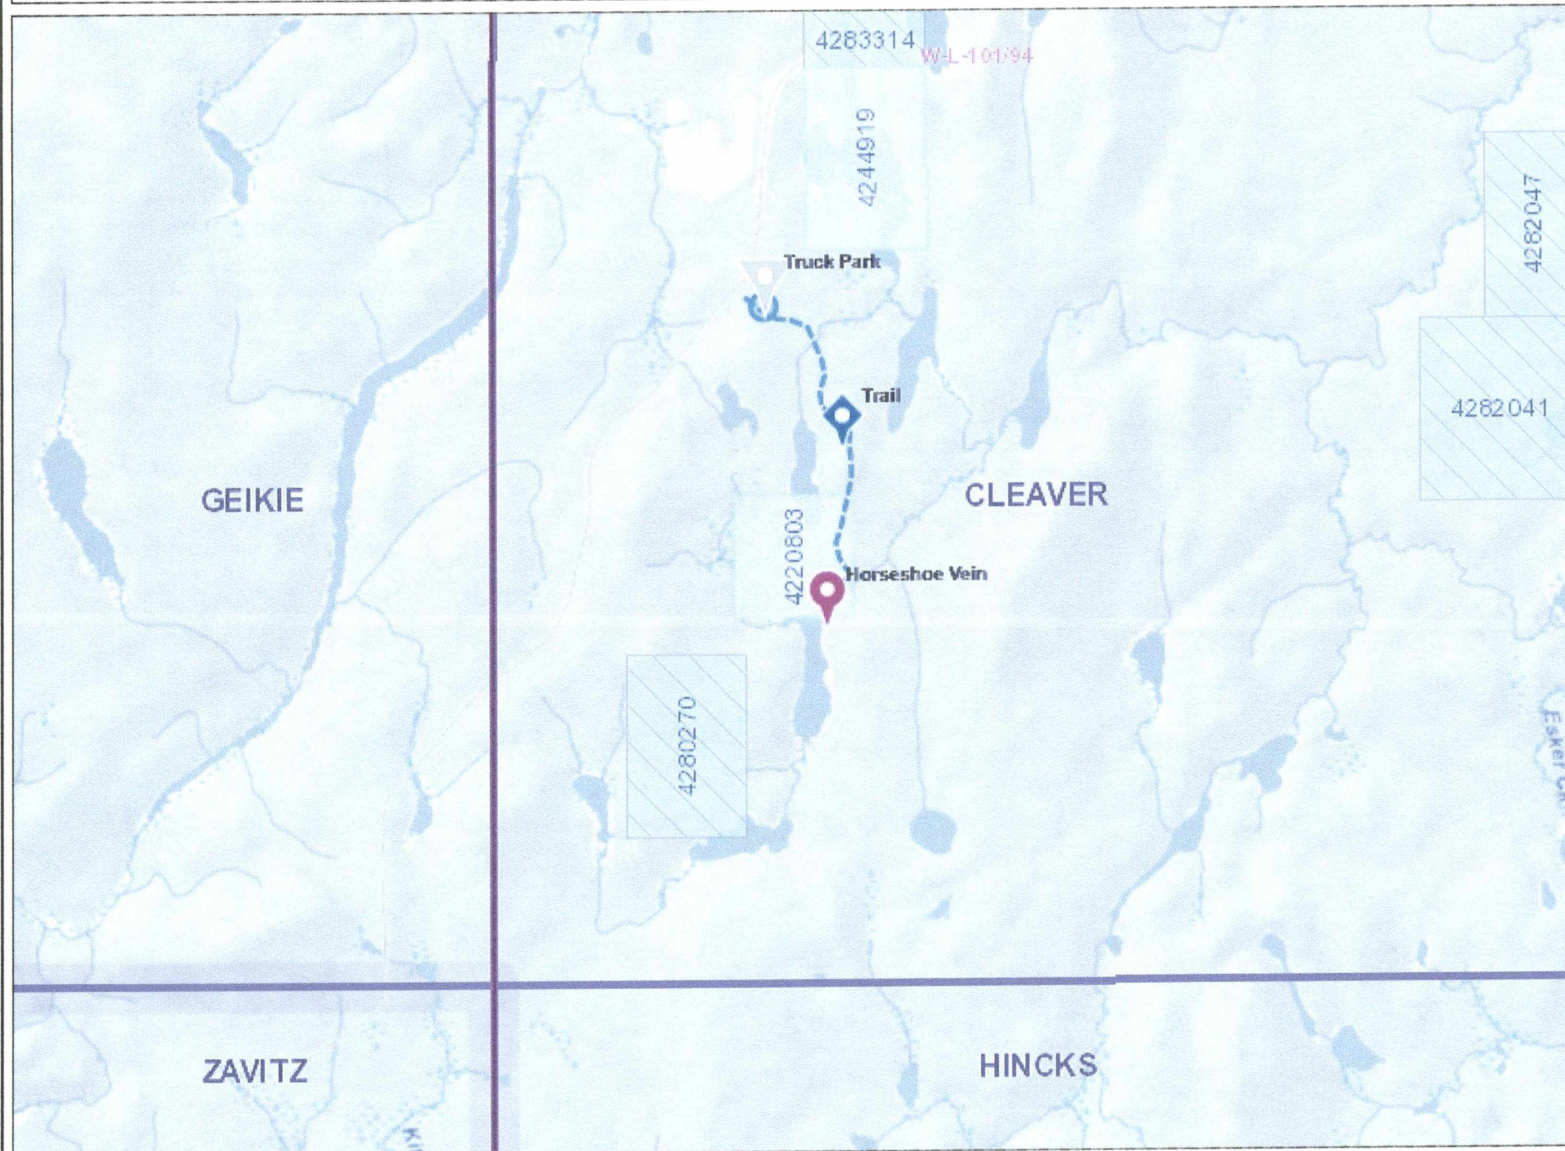 4283314
W-L-101/94
4244919
4282047
Truck Park
Trail
4282041
GEIKIE
CLEAVER
4220803
Horseshoe Vein
4280270
ZAVITZ
HINCKS